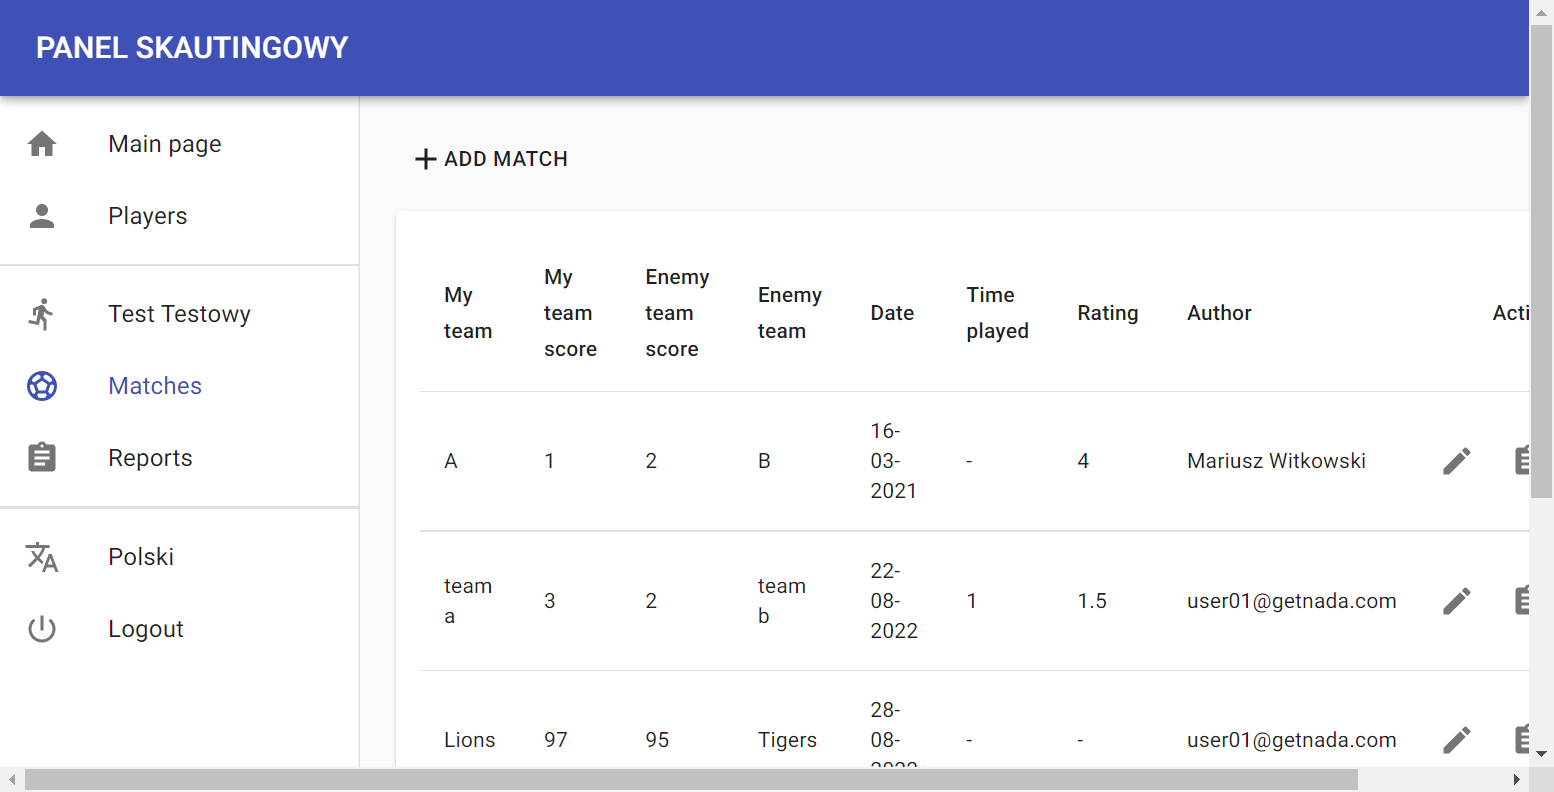 PANEL SKAUTINGOWY
Main page
Players
Test Testowy
Matches
Reports
Polski
Logout
ADD MATCH
My
team
My
team
score
Enemy
team
score
Enemy
team
Date
Time
played
Rating
Author
Acti
A
1
2
B
16-
03-
2021
-
4
Mariusz Witkowski
team
a
3
2
team
b
22-
08-
2022
1
1.5
user01@getnada.com
Lions
97
95
Tigers
28-
08-
2022
-
-
user01@getnada.com